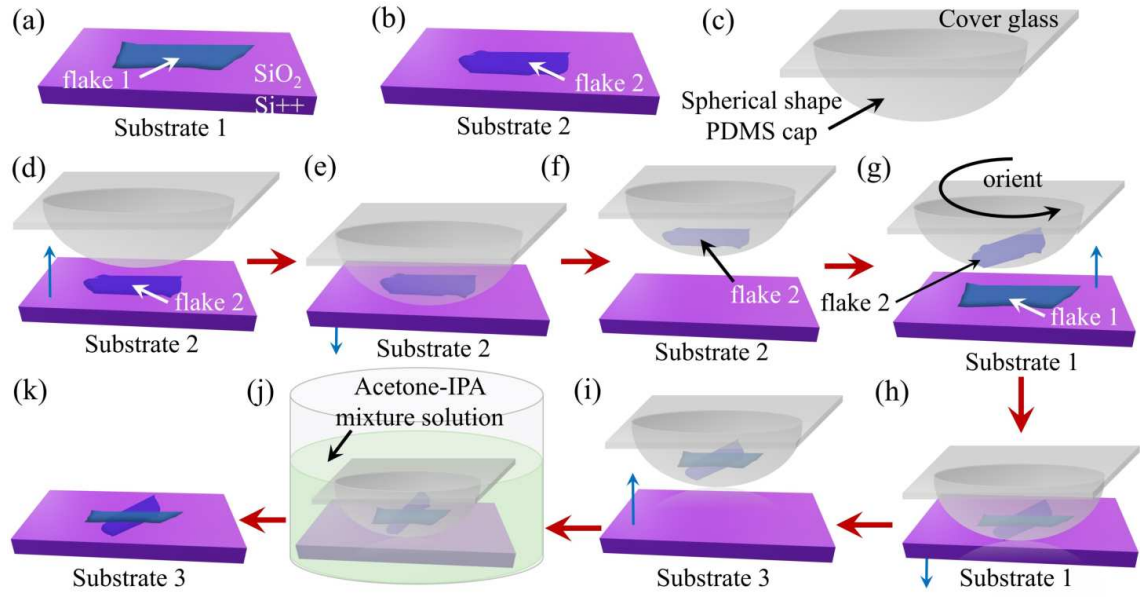 (a)
flake 1
SiO₂
Si++
Substrate 1
(b)
flake 2
Substrate 2
(c)
Cover glass
Spherical shape
PDMS cap
(d)
flake 2
Substrate 2
(e)
Substrate 2
(f)
flake 2
Substrate 2
(g)
orient
flake 2
flake 1
Substrate 1
(k)
Substrate 3
(j)
Acetone-IPA
mixture solution
(i)
Substrate 3
(h)
Substrate 1